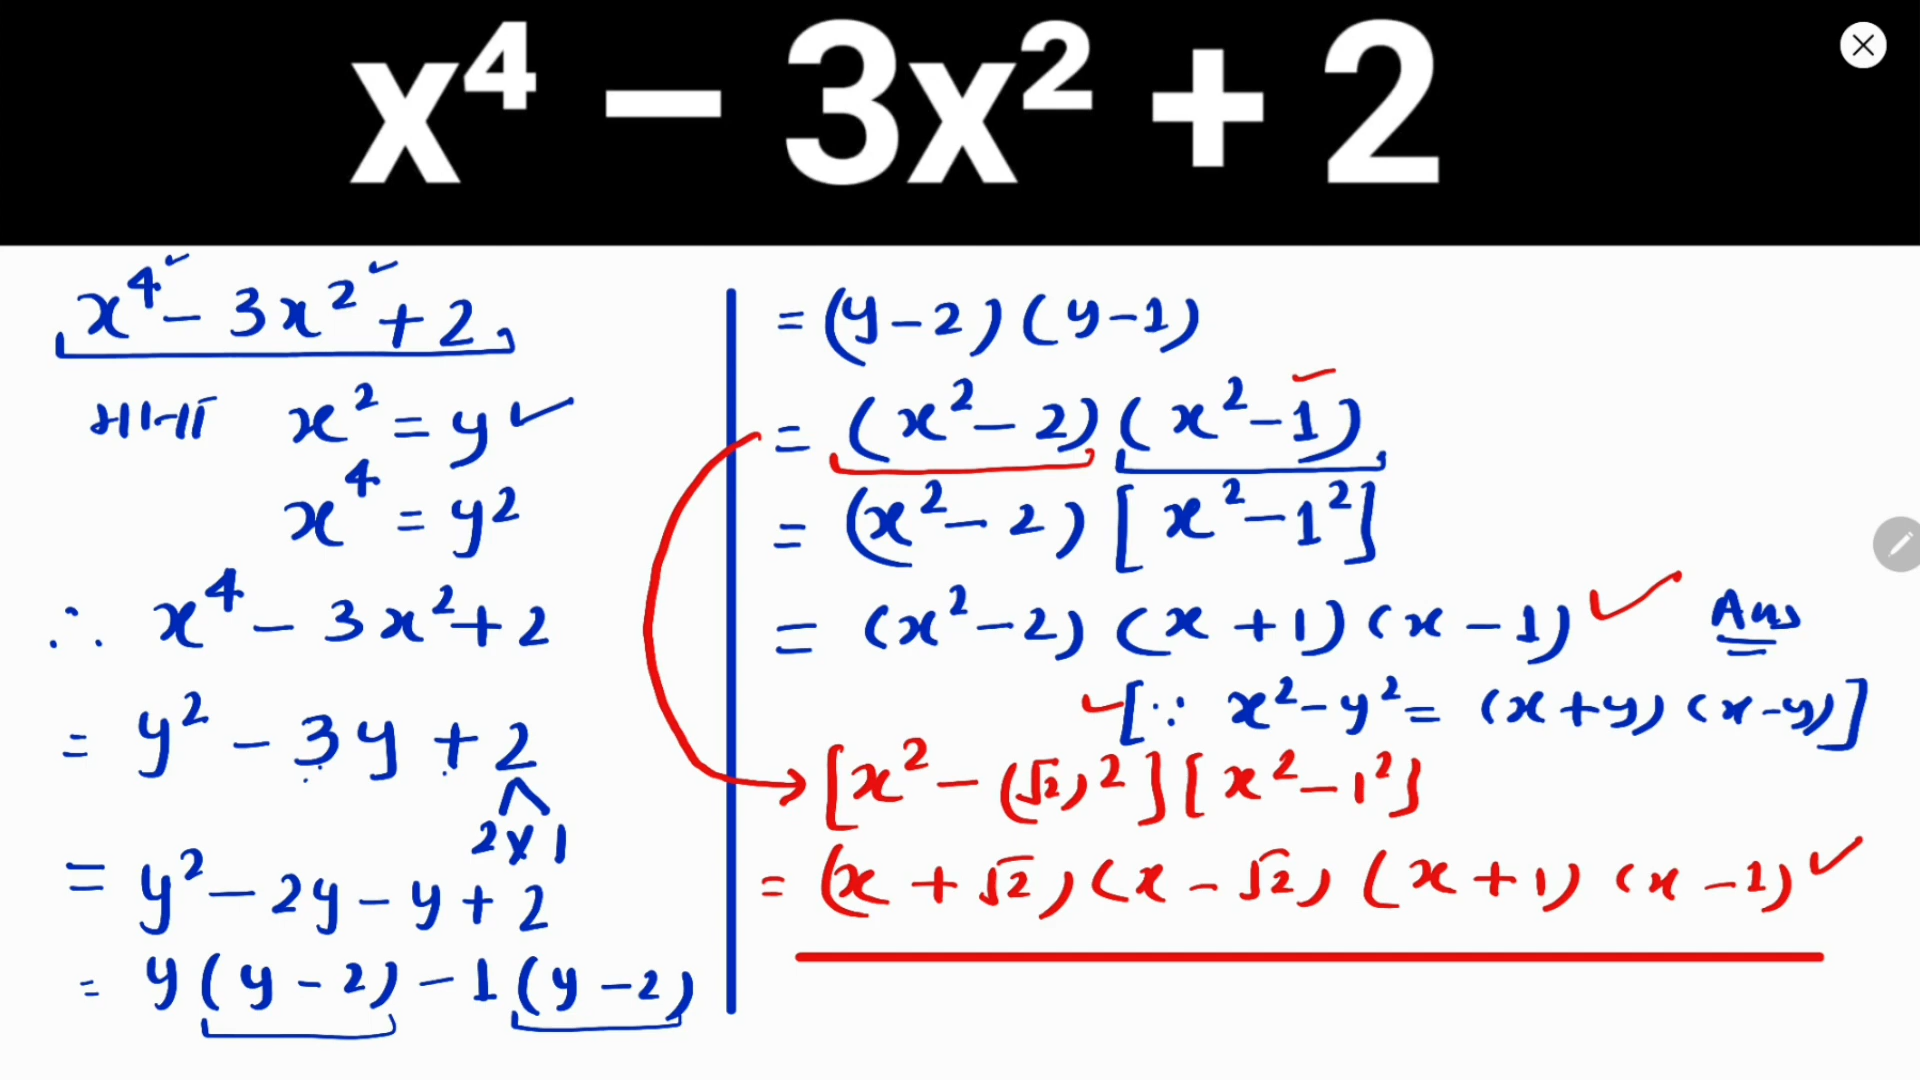 x⁴ – 3x² + 2
x⁴ - 3x² + 2
x² = y
x⁴ = y²
∴ x⁴ - 3x² + 2
= y² - 3y + 2
2 x 1
= y² - 2y - y + 2
= y(y - 2) - 1(y - 2)
= (y - 2)(y - 1)
= (x² - 2)(x² - 1)
= (x² - 2)[x² - 1²]
= (x² - 2)(x + 1)(x - 1) Ans
[∵ x² - y² = (x + y)(x - y)]
[x² - (√2)²][x² - 1²]
= (x + √2)(x - √2)(x + 1)(x - 1)